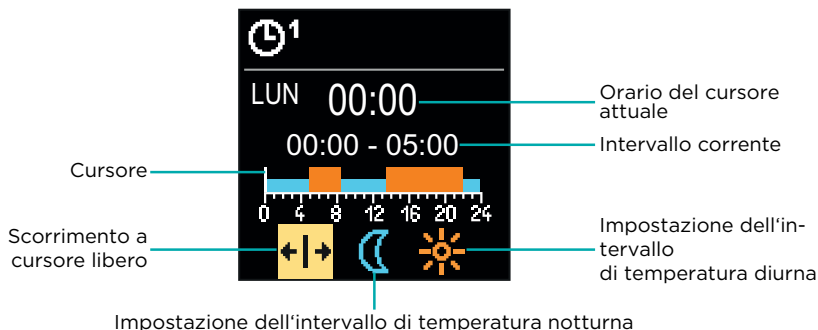 1
LUN 00:00
Orario del cursore
attuale
00:00 - 05:00
Intervallo corrente
Cursore
0 4 8 12 16 20 24
Scorrimento a
cursore libero
Impostazione dell‘in-
tervallo
di temperatura diurna
Impostazione dell‘intervallo di temperatura notturna